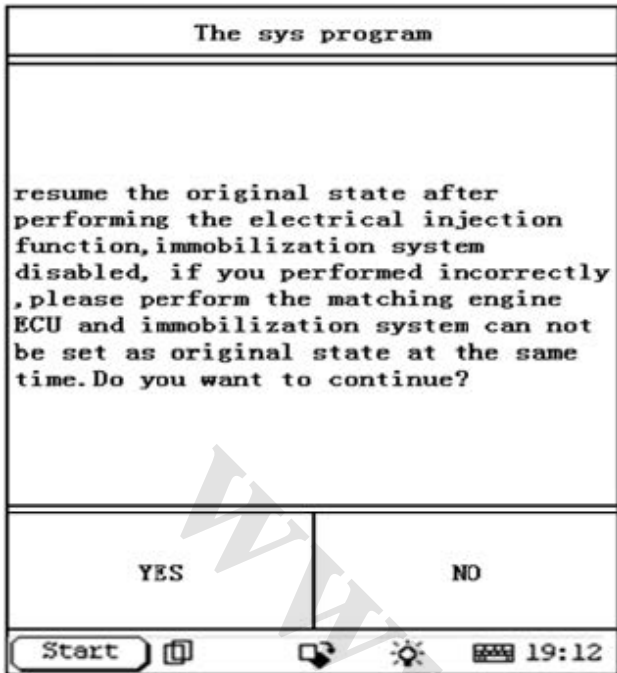 The sys program
resume the original state after
performing the electrical injection
function,immobilization system
disabled, if you performed incorrectly
,please perform the matching engine
ECU and immobilization system can not
be set as original state at the same
time.Do you want to continue?
YES
NO
Start
19:12